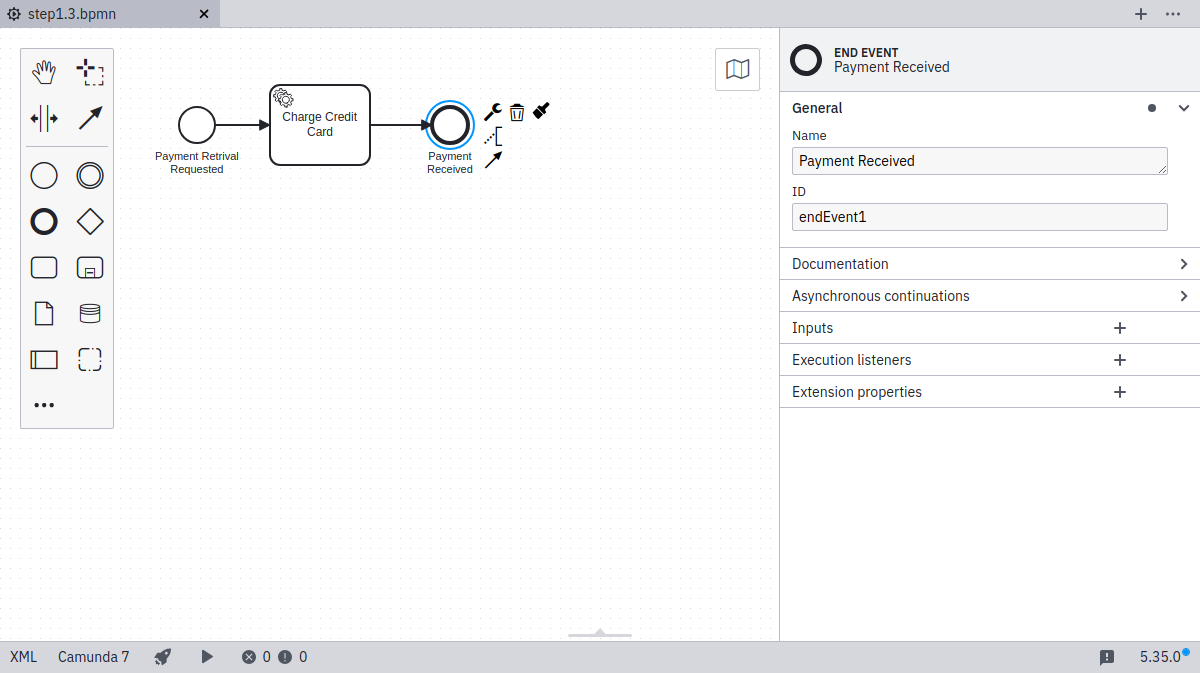 step1.3.bpmn
Payment Retrival
Requested
Charge Credit
Card
Payment
Received
END EVENT
Payment Received
General
Name
Payment Received
ID
endEvent1
Documentation
Asynchronous continuations
Inputs
Execution listeners
Extension properties
XML
Camunda 7
0
0
5.35.0